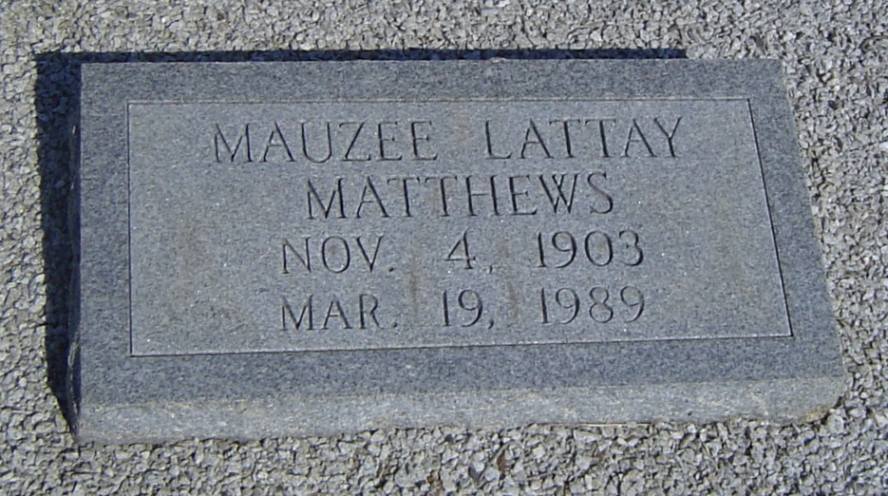 MAUZEE LATTAY
MATTHEWS
NOV. 4, 1903
MAR. 19, 1989